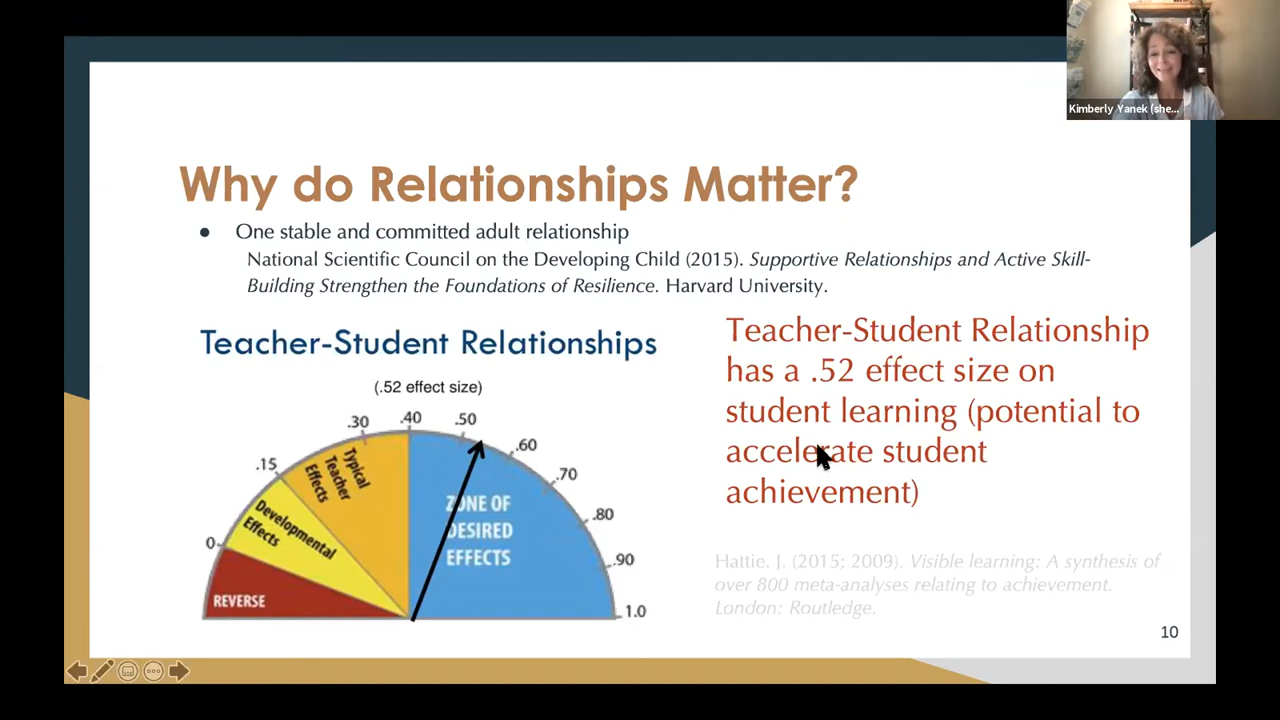 Kimberly Yanek (she...
Why do Relationships Matter?
● One stable and committed adult relationship
National Scientific Council on the Developing Child (2015). Supportive Relationships and Active Skill-
Building Strengthen the Foundations of Resilience. Harvard University.
Teacher-Student Relationships
(.52 effect size)
0
.15
.30
.40
.50
.60
.70
.80
.90
1.0
REVERSE
Developmental
Effects
Typical
Teacher
Effects
ZONE OF
DESIRED
EFFECTS
Teacher-Student Relationship
has a .52 effect size on
student learning (potential to
accelerate student
achievement)
Hattie. J. (2015; 2009). Visible learning: A synthesis of
over 800 meta-analyses relating to achievement.
London: Routledge.
10